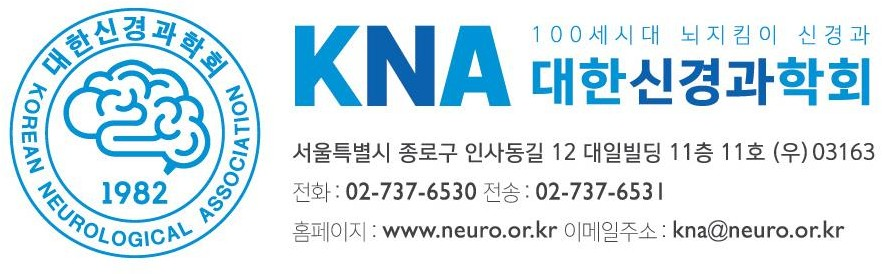 대한신경과학회
KOREAN NEUROLOGICAL ASSOCIATION
1982
KNA
100세시대 뇌지킴이 신경과
대한신경과학회
서울특별시 종로구 인사동길 12 대일빌딩 11층 11호 (우) 03163
전화 : 02-737-6530 전송 : 02-737-6531
홈페이지 : www.neuro.or.kr 이메일주소 : kna@neuro.or.kr